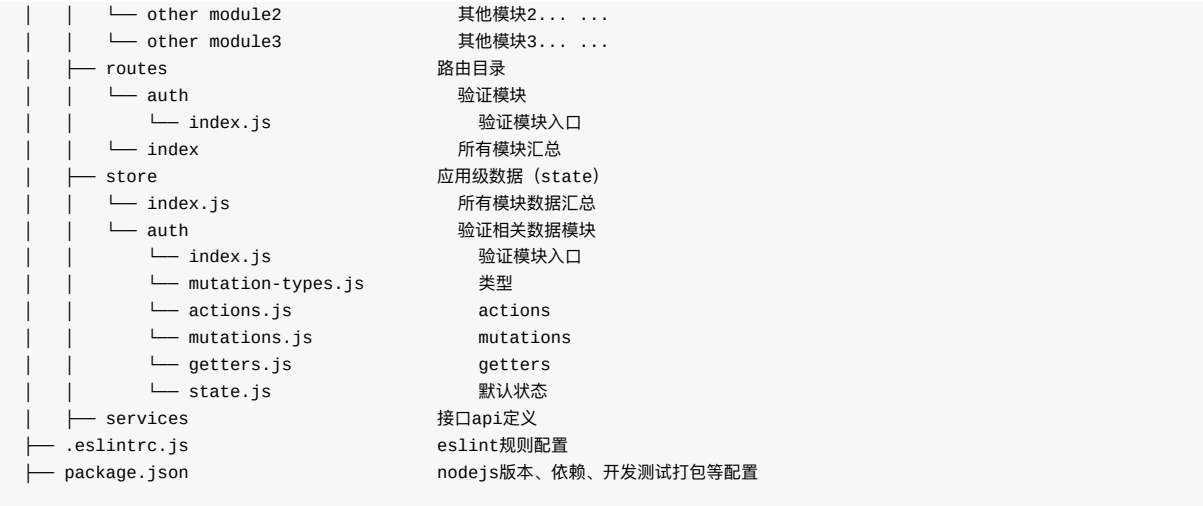 │   │   └── other module2                 其他模块2... ...
│   │   └── other module3                 其他模块3... ...
│   ├── routes                          路由目录
│   │   └── auth                          验证模块
│   │       └── index.js                    验证模块入口
│   │   └── index                         所有模块汇总
│   ├── store                           应用级数据（state）
│   │   └── index.js                      所有模块数据汇总
│   │   └── auth                          验证相关数据模块
│   │       └── index.js                    验证模块入口
│   │       └── mutation-types.js           类型
│   │       └── actions.js                  actions
│   │       └── mutations.js                mutations
│   │       └── getters.js                  getters
│   │       └── state.js                    默认状态
│   ├── services                        接口api定义
├── .eslintrc.js                        eslint规则配置
├── package.json                        nodejs版本、依赖、开发测试打包等配置